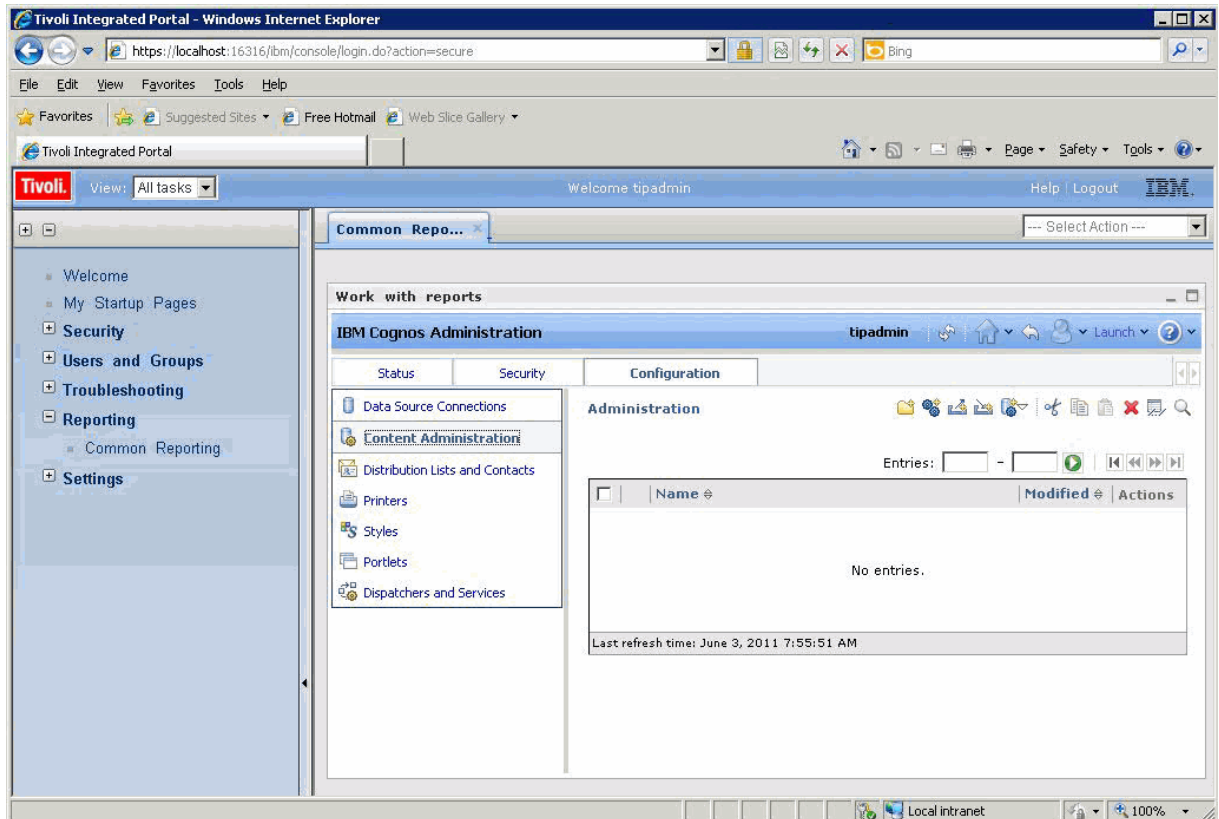 Tivoli Integrated Portal - Windows Internet Explorer
https://localhost:16316/ibm/console/login.do?action=secure
Bing
File Edit View Favorites Tools Help
Favorites Suggested Sites Free Hotmail Web Slice Gallery
Tivoli Integrated Portal
Page Safety Tools
Tivoli. View: All tasks Welcome tipadmin Help Logout IBM.
Common Repo... --- Select Action ---
Welcome
My Startup Pages
Security
Users and Groups
Troubleshooting
Reporting
Common Reporting
Settings
Work with reports
IBM Cognos Administration tipadmin Launch
Status Security Configuration
Data Source Connections
Content Administration
Distribution Lists and Contacts
Printers
Styles
Portlets
Dispatchers and Services
Administration
Entries: -
Name Modified Actions
No entries.
Last refresh time: June 3, 2011 7:55:51 AM
Local intranet 100%